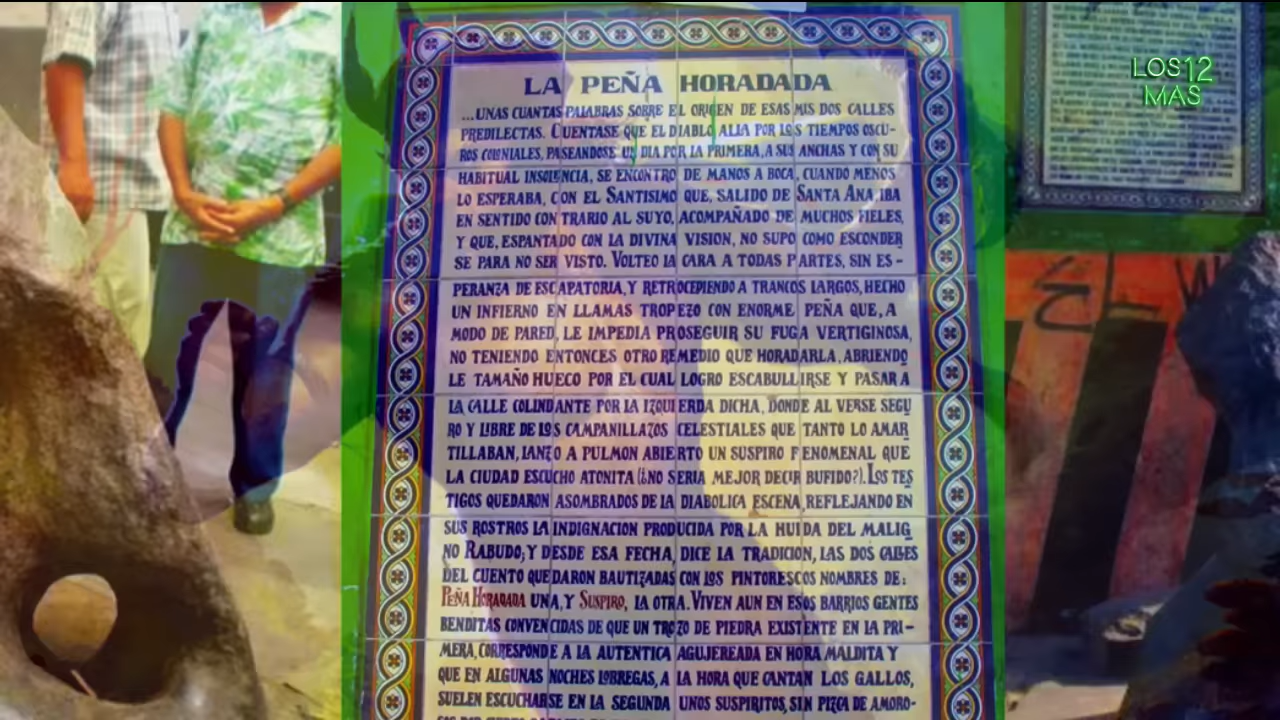 LA PEÑA HORADADA
...UNAS CUANTAS PALABRAS SOBRE EL ORIGEN DE ESAS MIS DOS CALLES
PREDILECTAS. CUENTASE QUE EL DIABLO, ALLA POR LOS TIEMPOS OSCU-
ROS COLONIALES, PASEANDOSE UN DIA POR LA PRIMERA, A SUS ANCHAS Y CON SU
HABITUAL INSOLENCIA, SE ENCONTRO DE MANOS A BOCA, CUANDO MENOS
LO ESPERABA, CON EL SANTISIMO QUE, SALIDO DE SANTA ANA, IBA
EN SENTIDO CONTRARIO AL SUYO, ACOMPAÑADO DE MUCHOS FIELES,
Y QUE, ESPANTADO CON LA DIVINA VISION, NO SUPO COMO ESCONDER
SE PARA NO SER VISTO. VOLTEO LA CARA A TODAS PARTES, SIN ES-
PERANZA DE ESCAPATORIA, Y RETROCEDIENDO A TRANCOS LARGOS, HECHO
UN INFIERNO EN LLAMAS TROPEZO CON ENORME PEÑA QUE, A
MODO DE PARED, LE IMPEDIA PROSEGUIR SU FUGA VERTIGINOSA,
NO TENIENDO ENTONCES OTRO REMEDIO QUE HORADARLA, ABRIENDO
LE TAMAÑO HUECO POR EL CUAL LOGRO ESCABULLIRSE Y PASAR A
LA CALLE COLINDANTE POR LA IZQUIERDA DICHA, DONDE AL VERSE SEGU
RO Y LIBRE DE LOS CAMPANILLAZOS CELESTIALES QUE TANTO LO AMAR
TILLABAN, LANZO A PULMON ABIERTO UN SUSPIRO FENOMENAL QUE
LA CIUDAD ESCUCHO ATONITA (¿NO SERIA MEJOR DECIR BUFIDO?). LOS TES
TIGOS QUEDARON ASOMBRADOS DE LA DIABOLICA ESCENA, REFLEJANDO EN
SUS ROSTROS LA INDIGNACION PRODUCIDA POR LA HUIDA DEL MALIG
NO RABUDO; Y DESDE ESA FECHA, DICE LA TRADICION, LAS DOS CALLES
DEL CUENTO QUEDARON BAUTIZADAS CON LOS PINTORESCOS NOMBRES DE:
PEÑA HORADADA UNA, Y SUSPIRO, LA OTRA. VIVEN AUN EN ESOS BARRIOS GENTES
BENDITAS CONVENCIDAS DE QUE UN TROZO DE PIEDRA EXISTENTE EN LA PRI-
MERA, CORRESPONDE A LA AUTENTICA AGUJEREADA EN HORA MALDITA Y
QUE EN ALGUNAS NOCHES LOBREGAS, A LA HORA QUE CANTAN LOS GALLOS,
SUELEN ESCUCHARSE EN LA SEGUNDA UNOS SUSPIRITOS, SIN PIZCA DE AMORO-
LOS 12
MAS
EL